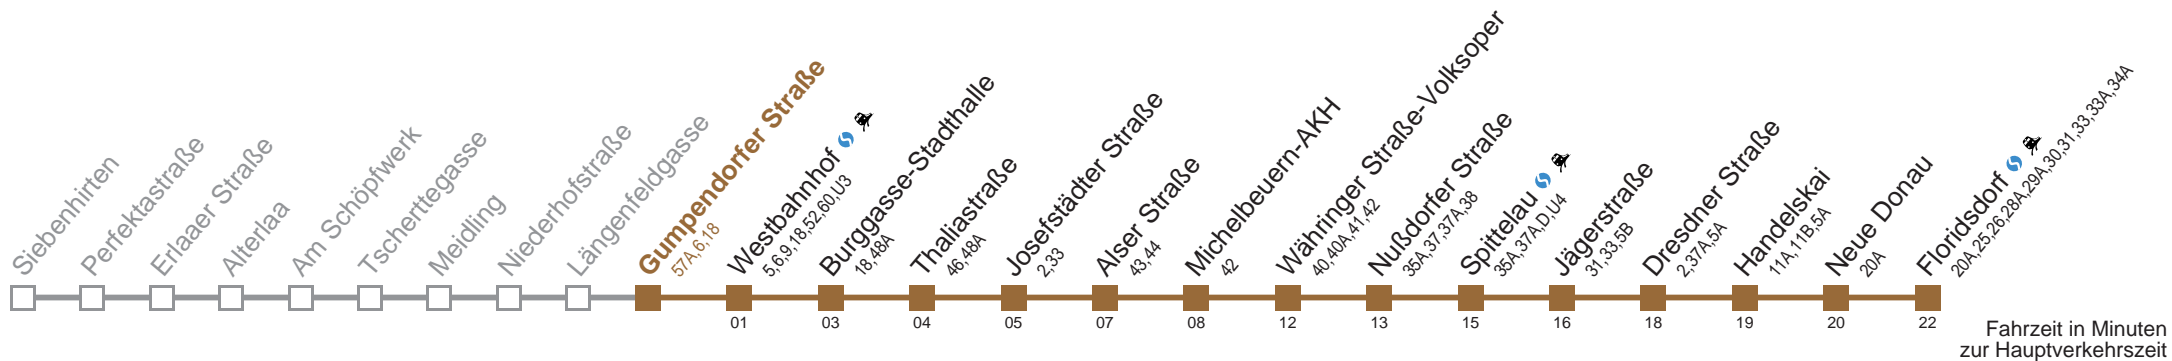 Siebenhirten
Perfektastraße
Erlaaer Straße
Alterlaa
Am Schöpfwerk
Tscherttegasse
Meidling
Niederhofstraße
Längenfeldgasse
Gumpendorfer Straße
57A,6,18
Westbahnhof
5,6,9,18,52,60,U3
Burggasse-Stadthalle
18,48A
Thaliastraße
46,48A
Josefstädter Straße
2,33
Alser Straße
43,44
Michelbeuern-AKH
42
Währinger Straße-Volksoper
40,40A,41,42
Nußdorfer Straße
35A,37,37A,38
Spittelau
35A,37A,D,U4
Jägerstraße
31,33,5B
Dresdner Straße
2,37A,5A
Handelskai
11A,11B,5A
Neue Donau
20A
Floridsdorf
20A,25,26,28A,29A,30,31,33,33A,34A
01 03 04 05 07 08 12 13 15 16 18 19 20 22
Fahrzeit in Minuten
zur Hauptverkehrszeit